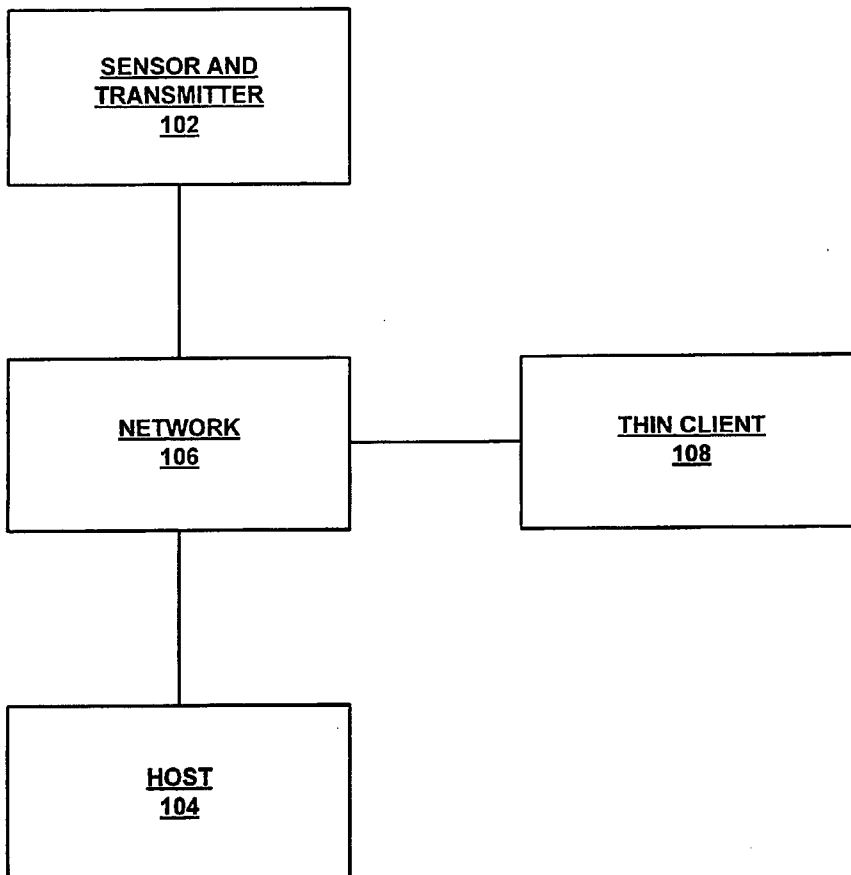 SENSOR AND
TRANSMITTER
102
NETWORK
106
THIN CLIENT
108
HOST
104